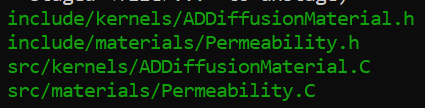 include/kernels/ADDiffusionMaterial.h
include/materials/Permeability.h
src/kernels/ADDiffusionMaterial.C
src/materials/Permeability.C